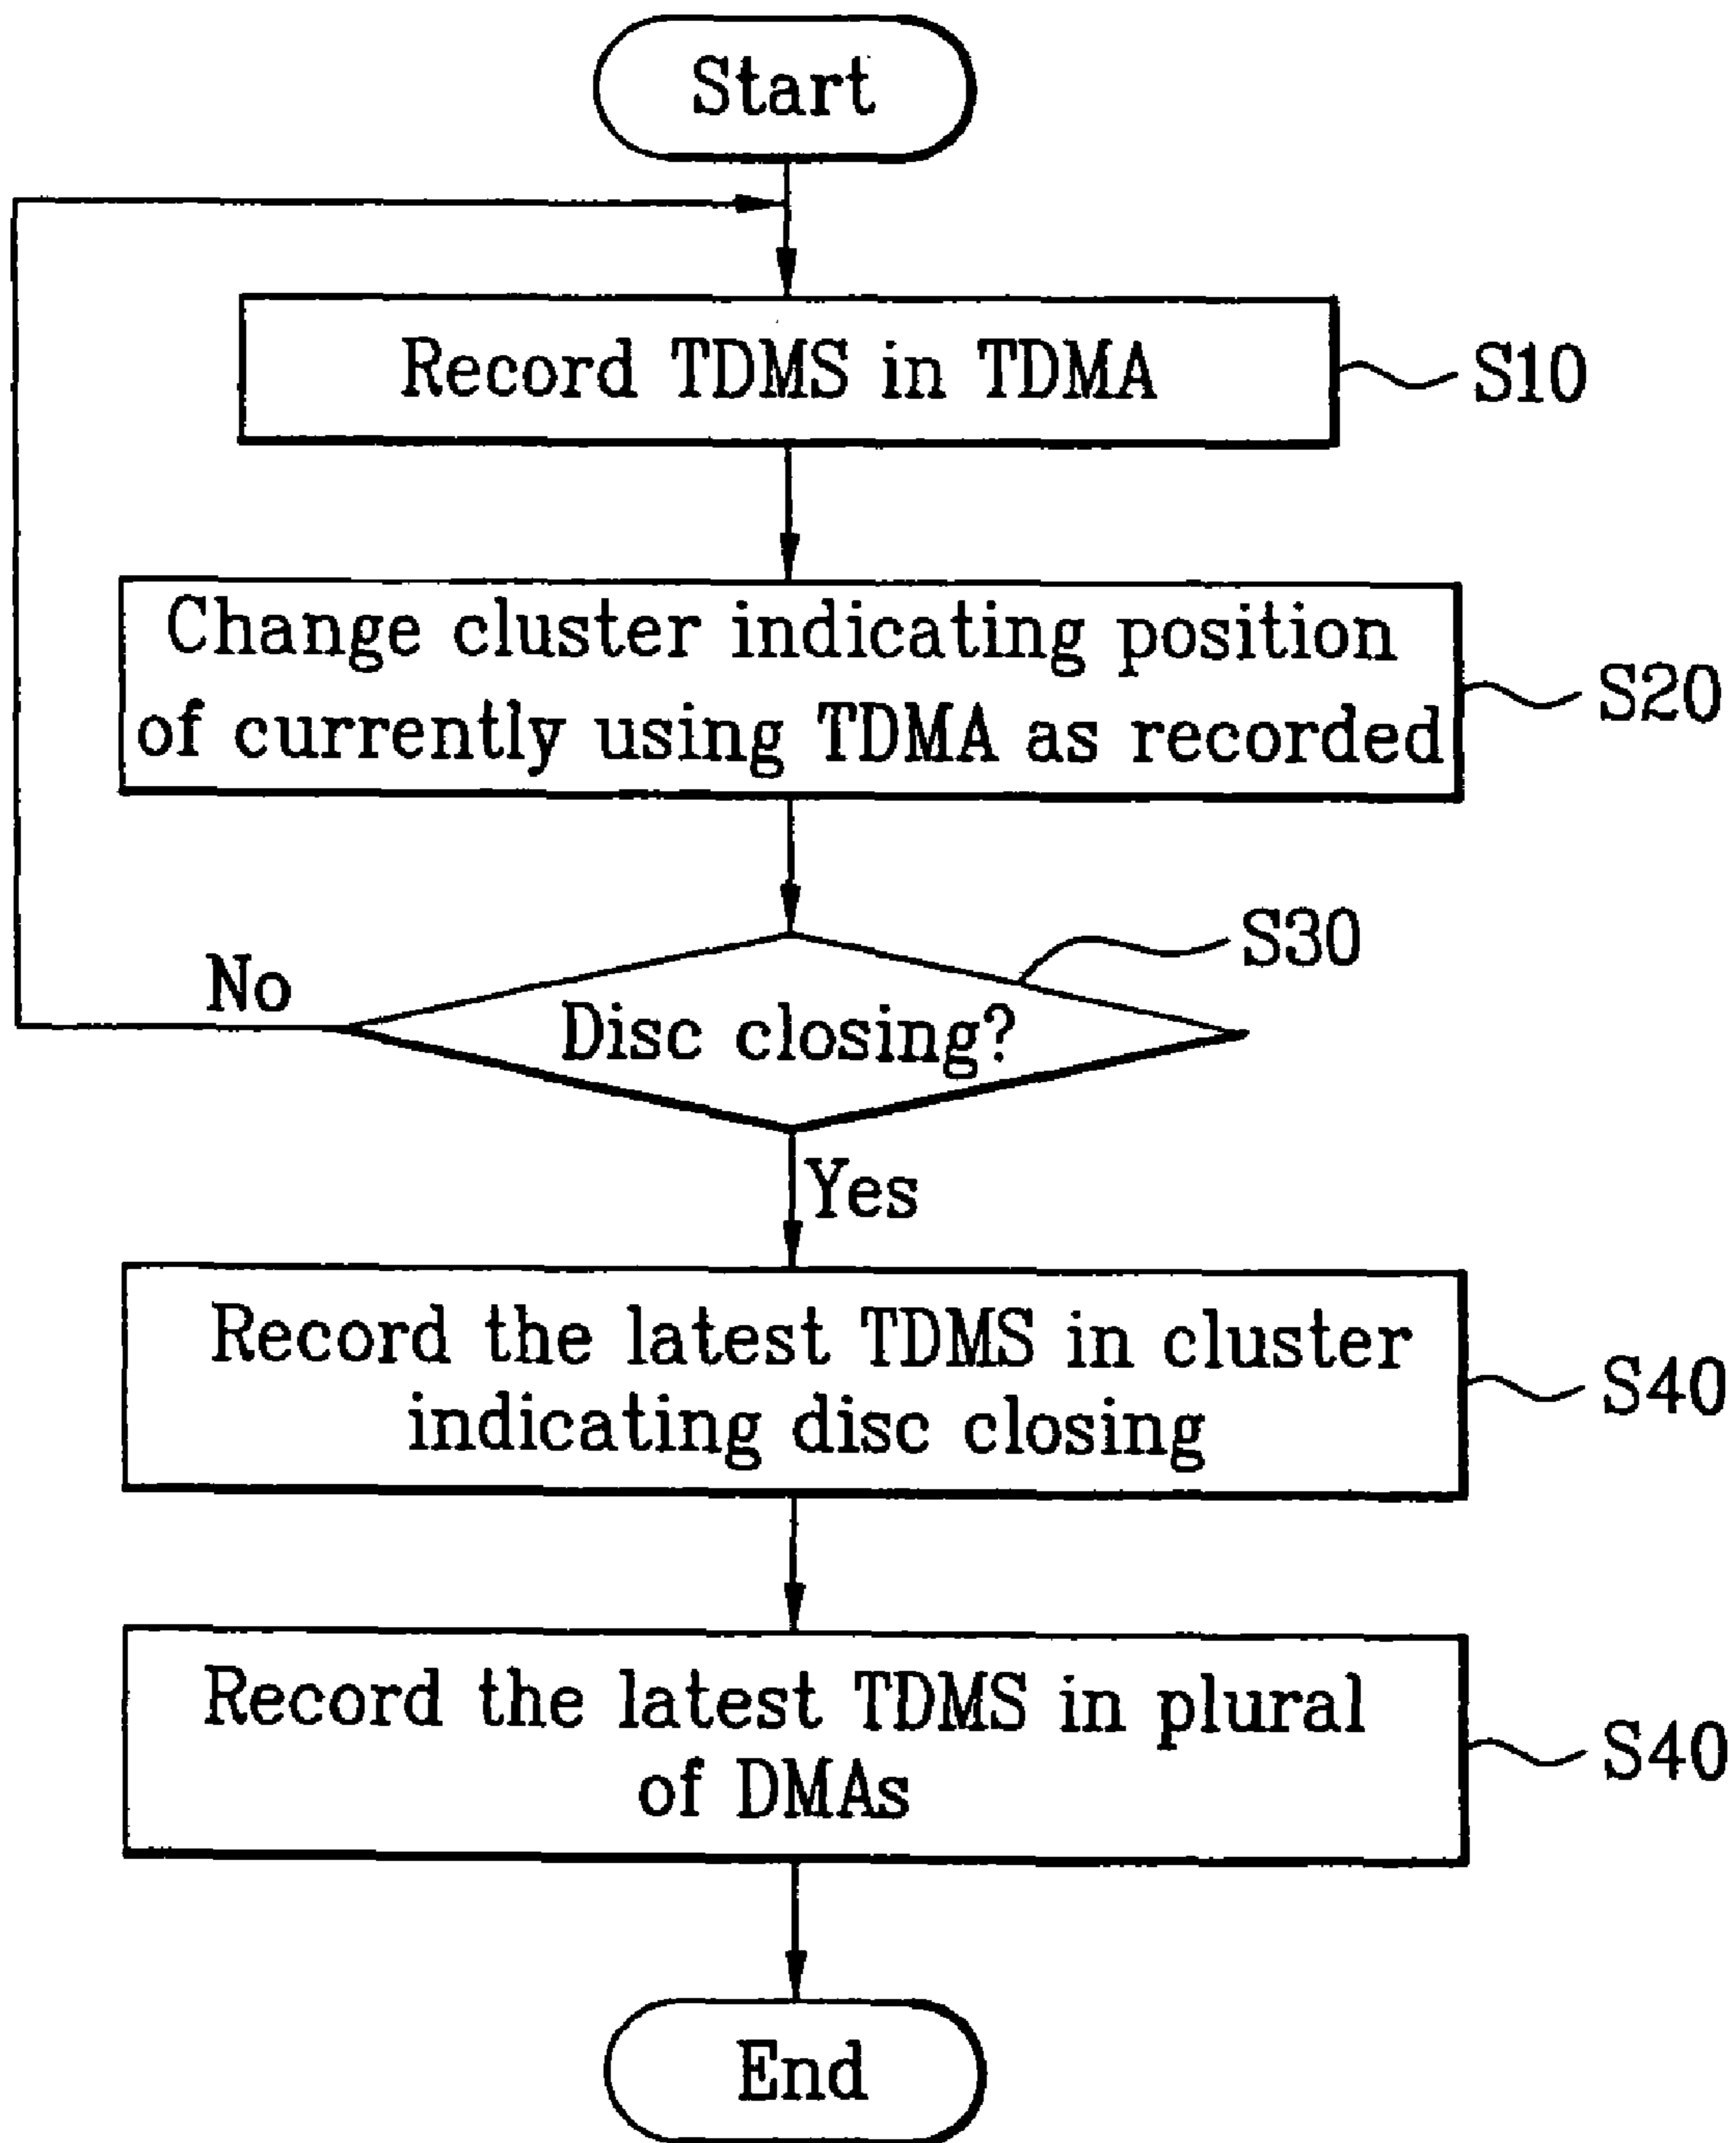 Start
Record TDMS in TDMA
S10
Change cluster indicating position
of currently using TDMA as recorded
S20
S30
No
Disc closing?
Yes
Record the latest TDMS in cluster
indicating disc closing
S40
Record the latest TDMS in plural
of DMAs
S40
End